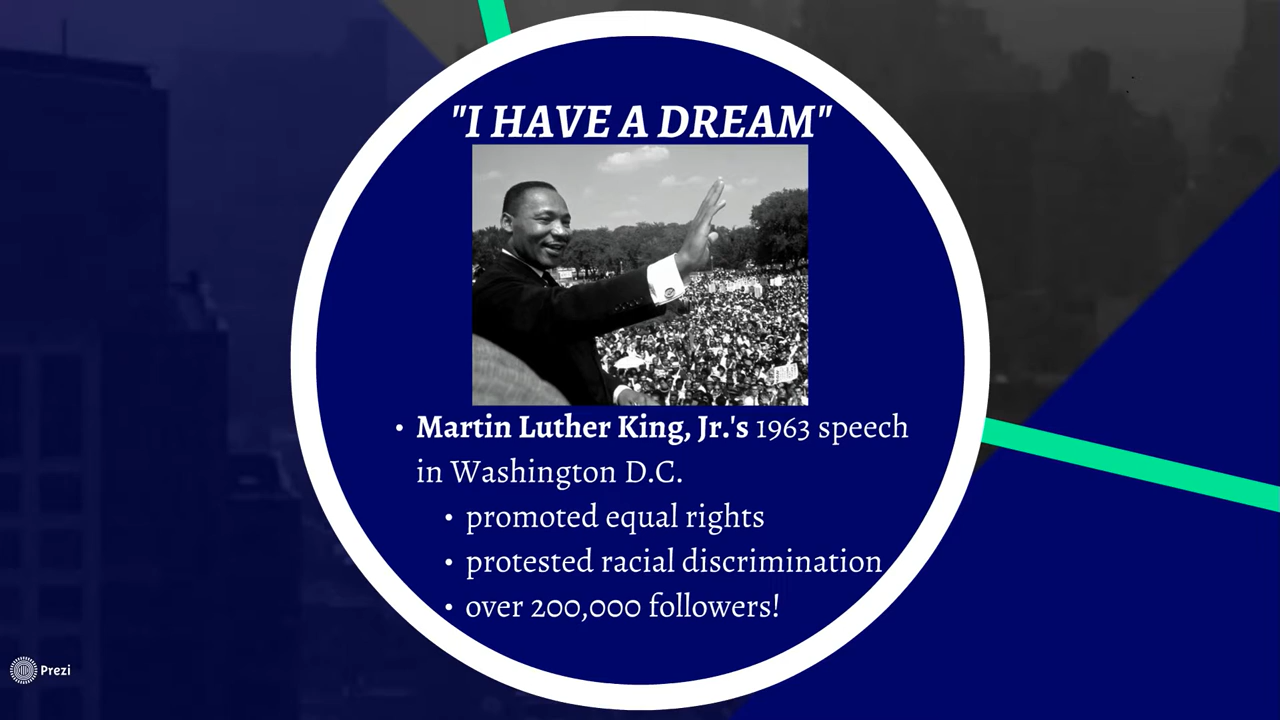 "I HAVE A DREAM"
• Martin Luther King, Jr.'s 1963 speech
in Washington D.C.
• promoted equal rights
• protested racial discrimination
• over 200,000 followers!
Prezi